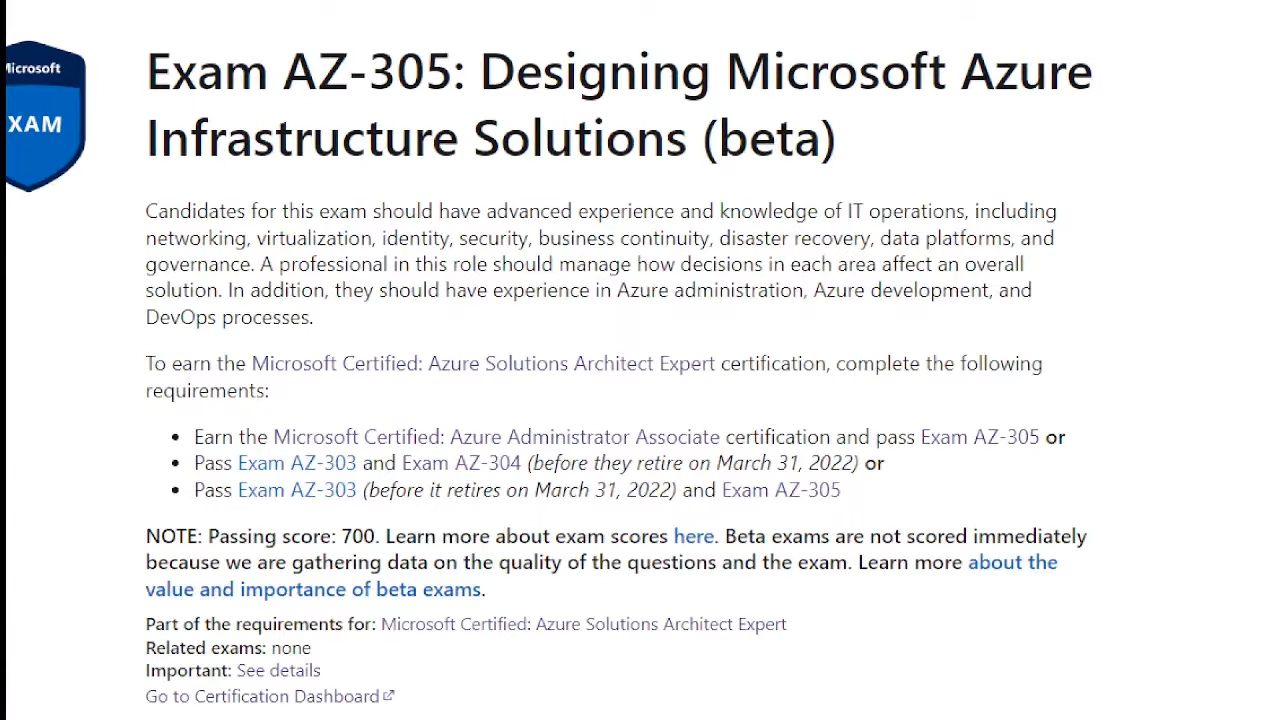 Microsoft
EXAM
Exam AZ-305: Designing Microsoft Azure
Infrastructure Solutions (beta)
Candidates for this exam should have advanced experience and knowledge of IT operations, including
networking, virtualization, identity, security, business continuity, disaster recovery, data platforms, and
governance. A professional in this role should manage how decisions in each area affect an overall
solution. In addition, they should have experience in Azure administration, Azure development, and
DevOps processes.
To earn the Microsoft Certified: Azure Solutions Architect Expert certification, complete the following
requirements:
• Earn the Microsoft Certified: Azure Administrator Associate certification and pass Exam AZ-305 or
• Pass Exam AZ-303 and Exam AZ-304 (before they retire on March 31, 2022) or
• Pass Exam AZ-303 (before it retires on March 31, 2022) and Exam AZ-305
NOTE: Passing score: 700. Learn more about exam scores here. Beta exams are not scored immediately
because we are gathering data on the quality of the questions and the exam. Learn more about the
value and importance of beta exams.
Part of the requirements for: Microsoft Certified: Azure Solutions Architect Expert
Related exams: none
Important: See details
Go to Certification Dashboard